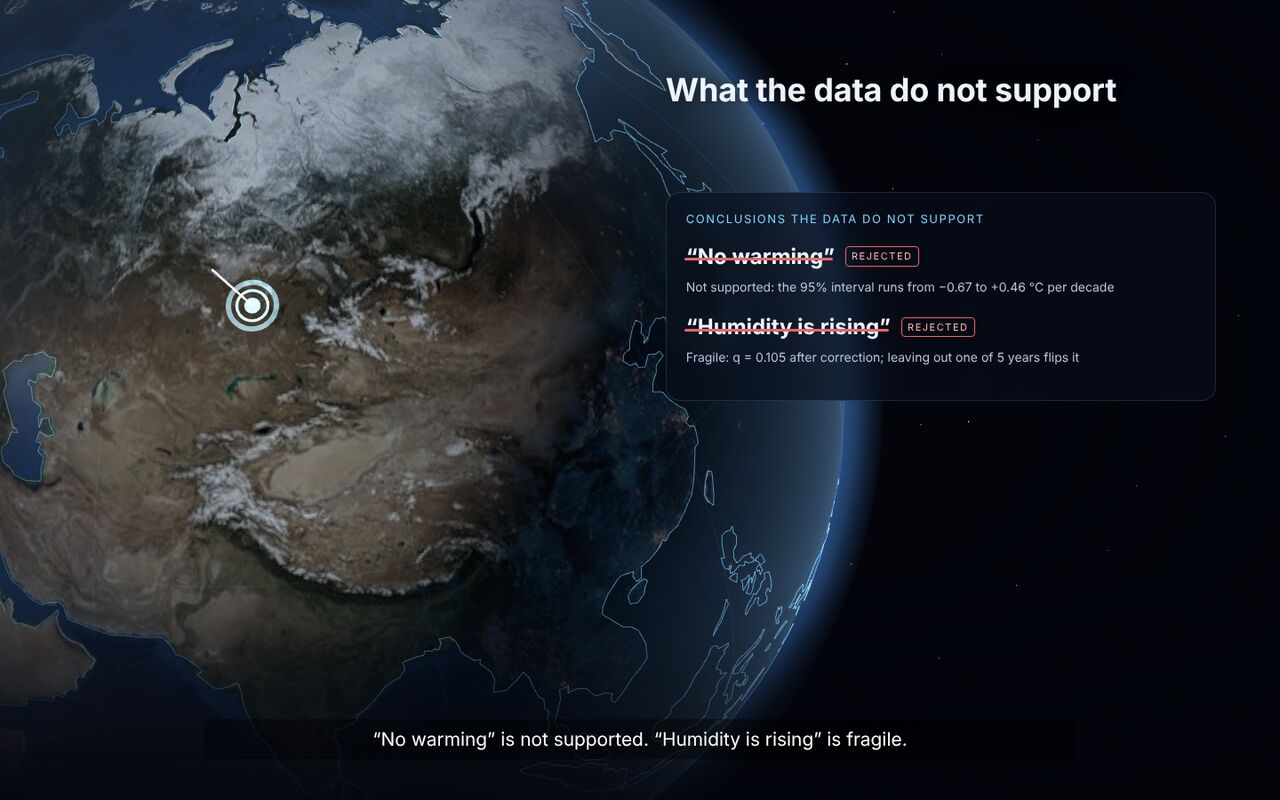 What the data do not support
CONCLUSIONS THE DATA DO NOT SUPPORT
“No warming” REJECTED
Not supported: the 95% interval runs from −0.67 to +0.46 °C per decade
“Humidity is rising” REJECTED
Fragile: q = 0.105 after correction; leaving out one of 5 years flips it
“No warming” is not supported. “Humidity is rising” is fragile.